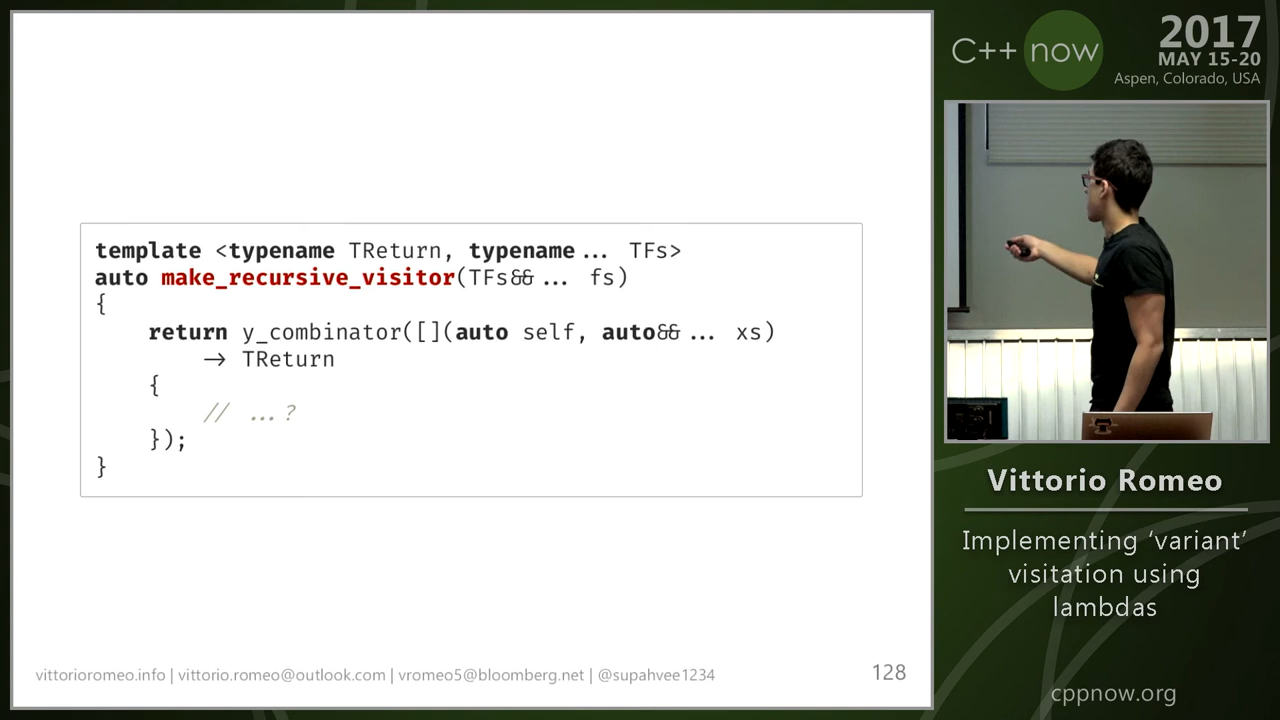 template <typename TReturn, typename... TFs>
auto make_recursive_visitor(TFs&&... fs)
{
return y_combinator([](auto self, auto&&... xs)
-> TReturn
{
// ...?
});
}
vittorioromeo.info | vittorio.romeo@outlook.com | vromeo5@bloomberg.net | @supahvee1234
128
C++ now
2017
MAY 15-20
Aspen, Colorado, USA
Vittorio Romeo
Implementing ‘variant’
visitation using
lambdas
cppnow.org